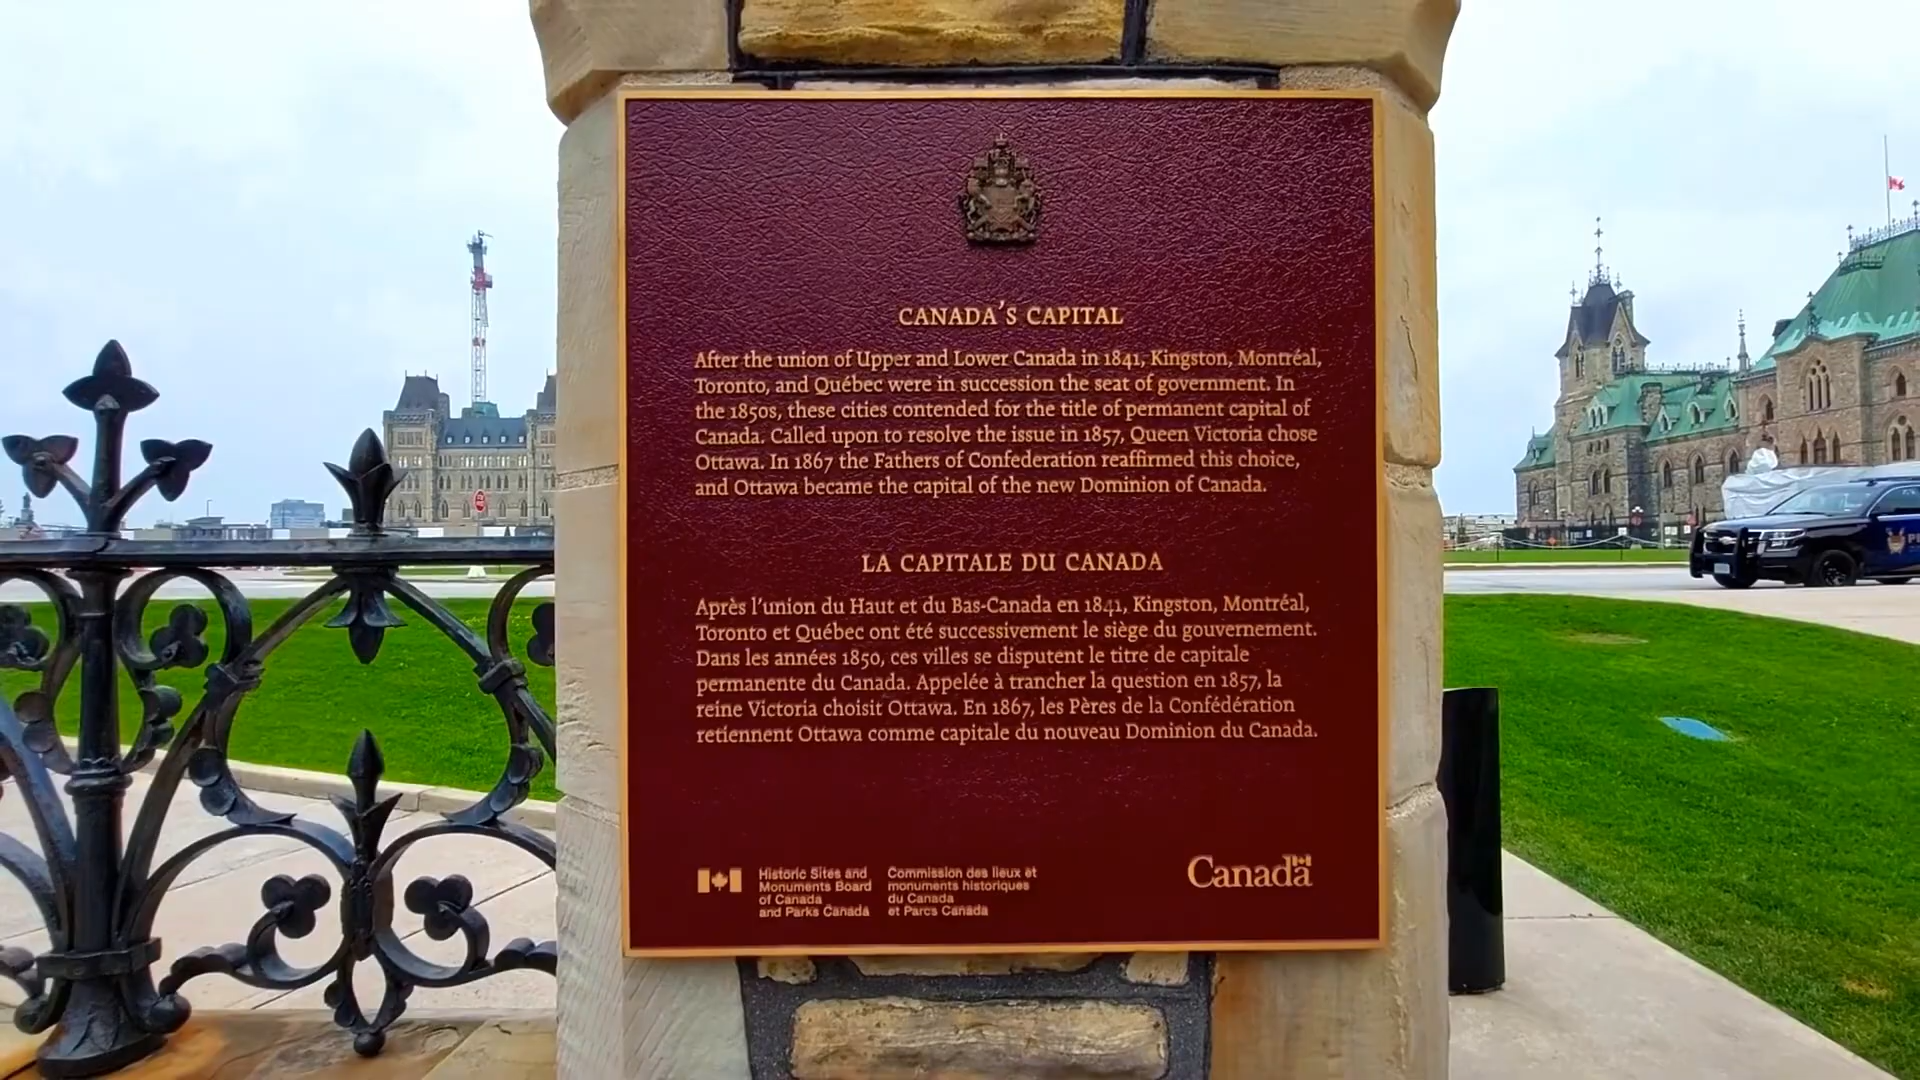 CANADA'S CAPITAL
After the union of Upper and Lower Canada in 1841, Kingston, Montréal,
Toronto, and Québec were in succession the seat of government. In
the 1850s, these cities contended for the title of permanent capital of
Canada. Called upon to resolve the issue in 1857, Queen Victoria chose
Ottawa. In 1867 the Fathers of Confederation reaffirmed this choice,
and Ottawa became the capital of the new Dominion of Canada.
LA CAPITALE DU CANADA
Après l'union du Haut et du Bas-Canada en 1841, Kingston, Montréal,
Toronto et Québec ont été successivement le siège du gouvernement.
Dans les années 1850, ces villes se disputent le titre de capitale
permanente du Canada. Appelée à trancher la question en 1857, la
reine Victoria choisit Ottawa. En 1867, les Pères de la Confédération
retiennent Ottawa comme capitale du nouveau Dominion du Canada.
Historic Sites and
Monuments Board
of Canada
and Parks Canada
Commission des lieux et
monuments historiques
du Canada
et Parcs Canada
Canada